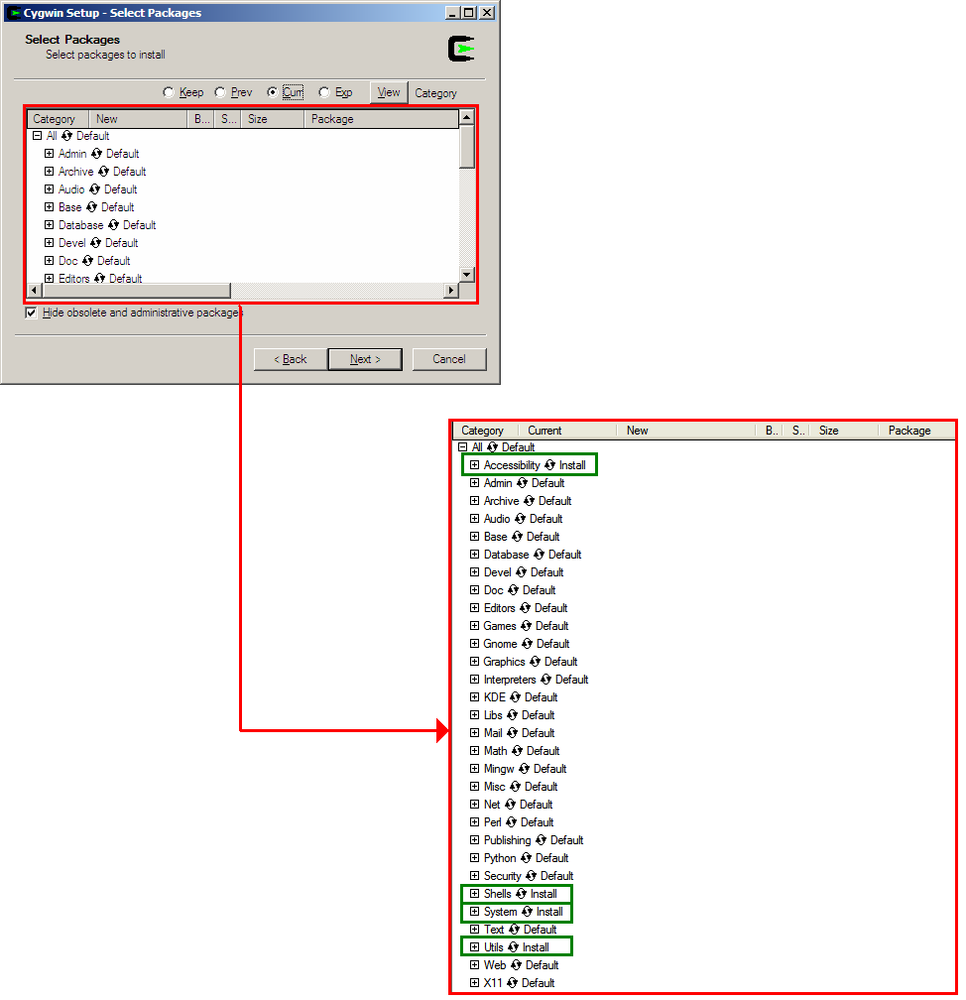 Cygwin Setup - Select Packages
Select Packages
Select packages to install
Keep Prev Curr Exp View Category
Category New B... S... Size Package
All Default
Admin Default
Archive Default
Audio Default
Base Default
Database Default
Devel Default
Doc Default
Editors Default
Hide obsolete and administrative packages
< Back Next > Cancel
Category Current New B.. S.. Size Package
All Default
Accessibility Install
Admin Default
Archive Default
Audio Default
Base Default
Database Default
Devel Default
Doc Default
Editors Default
Games Default
Gnome Default
Graphics Default
Interpreters Default
KDE Default
Libs Default
Mail Default
Math Default
Mingw Default
Misc Default
Net Default
Perl Default
Publishing Default
Python Default
Security Default
Shells Install
System Install
Text Default
Utils Install
Web Default
X11 Default